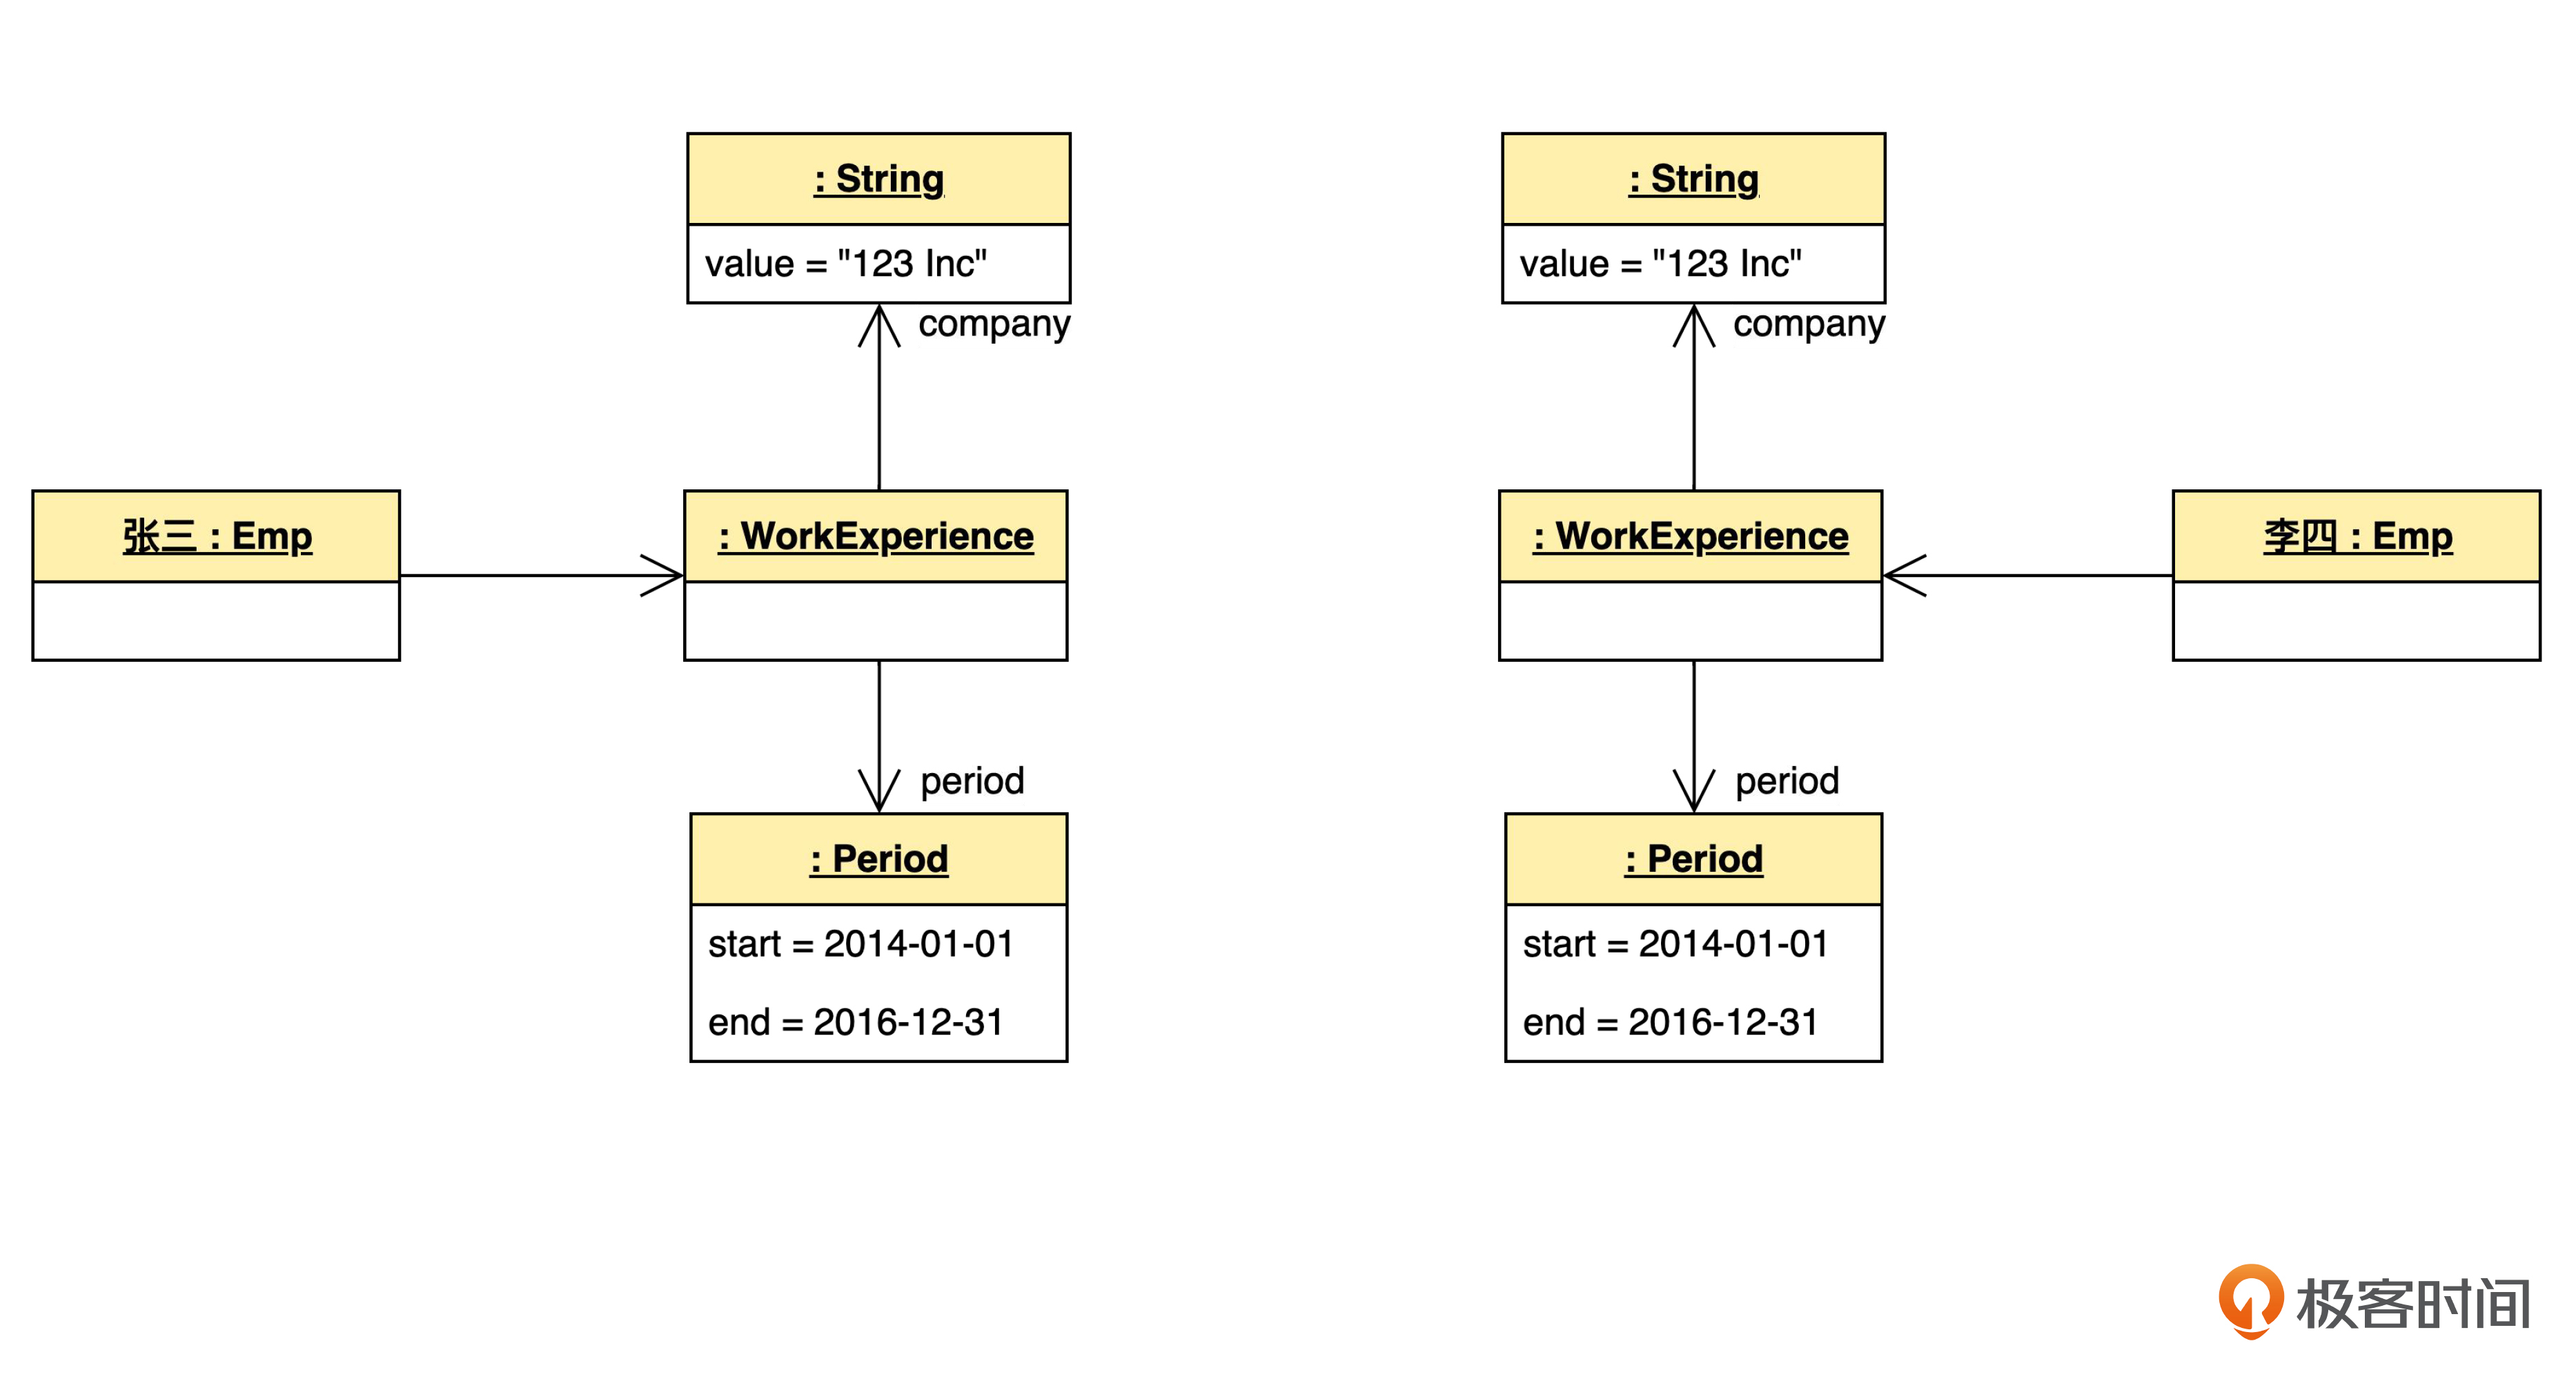 : String
value = "123 Inc"
company
: String
value = "123 Inc"
company
张三 : Emp
: WorkExperience
: WorkExperience
李四 : Emp
period
: Period
start = 2014-01-01
end = 2016-12-31
period
: Period
start = 2014-01-01
end = 2016-12-31
极客时间